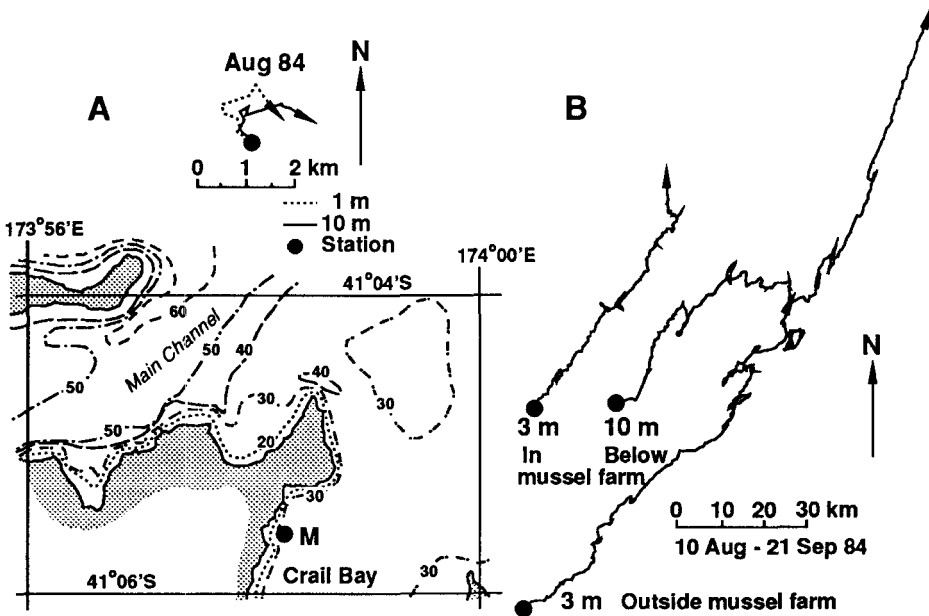 A
Aug 84
N
0 1 2 km
1 m
10 m
Station
173°56'E
174°00'E
41°04'S
60
Main Channel
50
40
50
40
30
30
50
20
30
M
41°06'S
Crail Bay
30
B
N
3 m
In
mussel farm
10 m
Below
0 10 20 30 km
10 Aug - 21 Sep 84
3 m Outside mussel farm